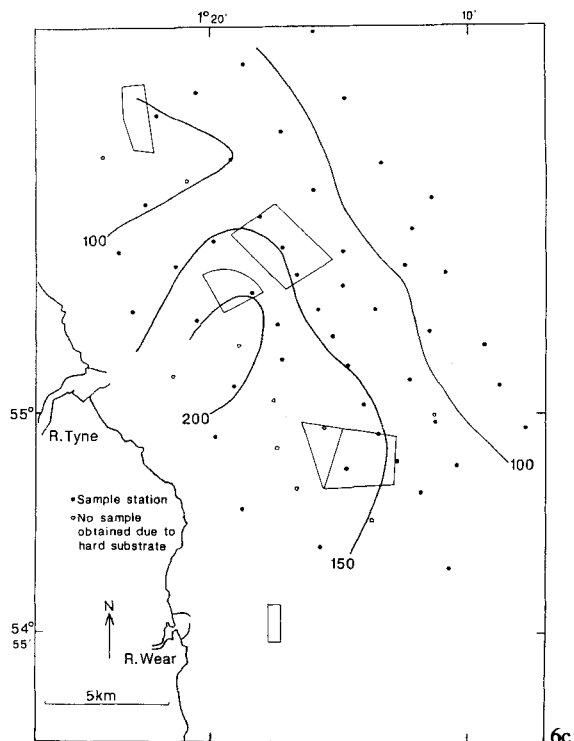 1° 20'
10'
100
55°
200
R. Tyne
100
•Sample station
°No sample
obtained due to
hard substrate
150
54°
55'
N
R. Wear
5km
6c